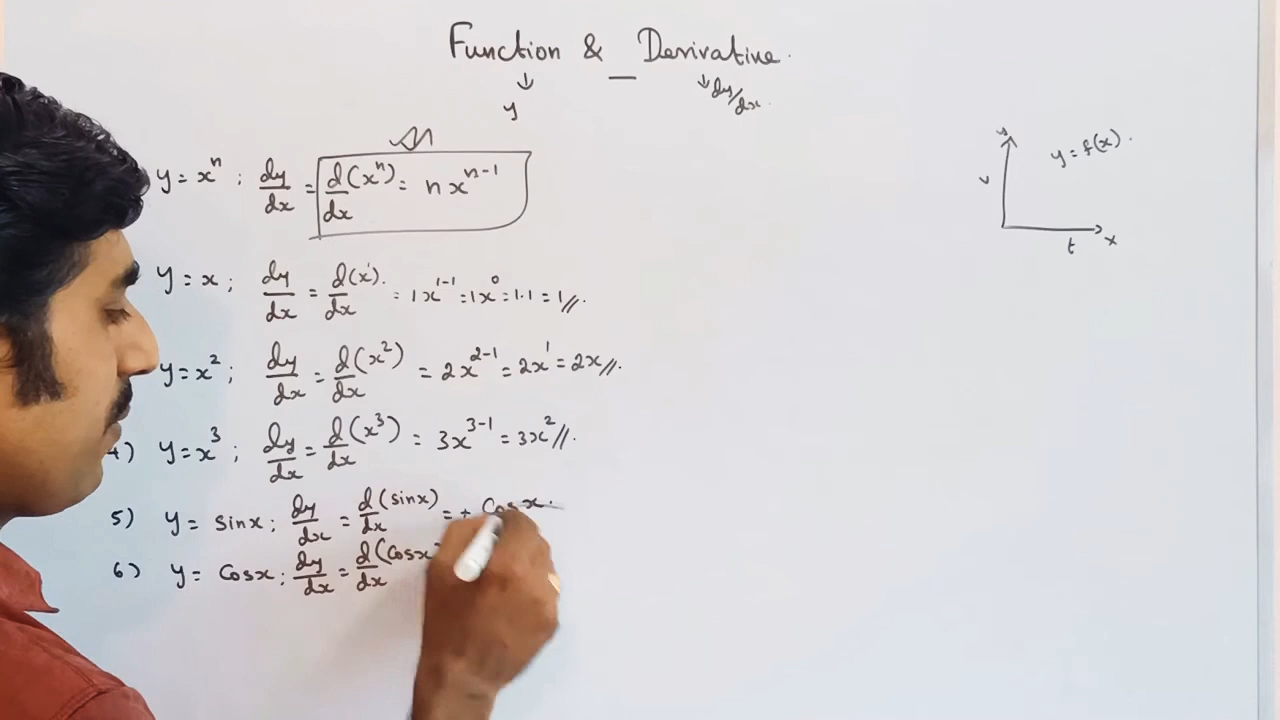 Function & _ Derivative.
↓ ↓ dy/dx.
y
y = xⁿ ; dy/dx = d(xⁿ)/dx = n xⁿ⁻¹
y = x ; dy/dx = d(x¹)/dx. = 1x¹⁻¹ = 1x⁰ = 1.1 = 1//.
y = x² ; dy/dx = d(x²)/dx = 2x²⁻¹ = 2x¹ = 2x//.
4) y = x³ ; dy/dx = d(x³)/dx = 3x³⁻¹ = 3x²//.
5) y = sinx ; dy/dx = d(sinx)/dx = + Cosx.
6) y = Cosx ; dy/dx = d(Cosx
y
y = f(x).
v
t x